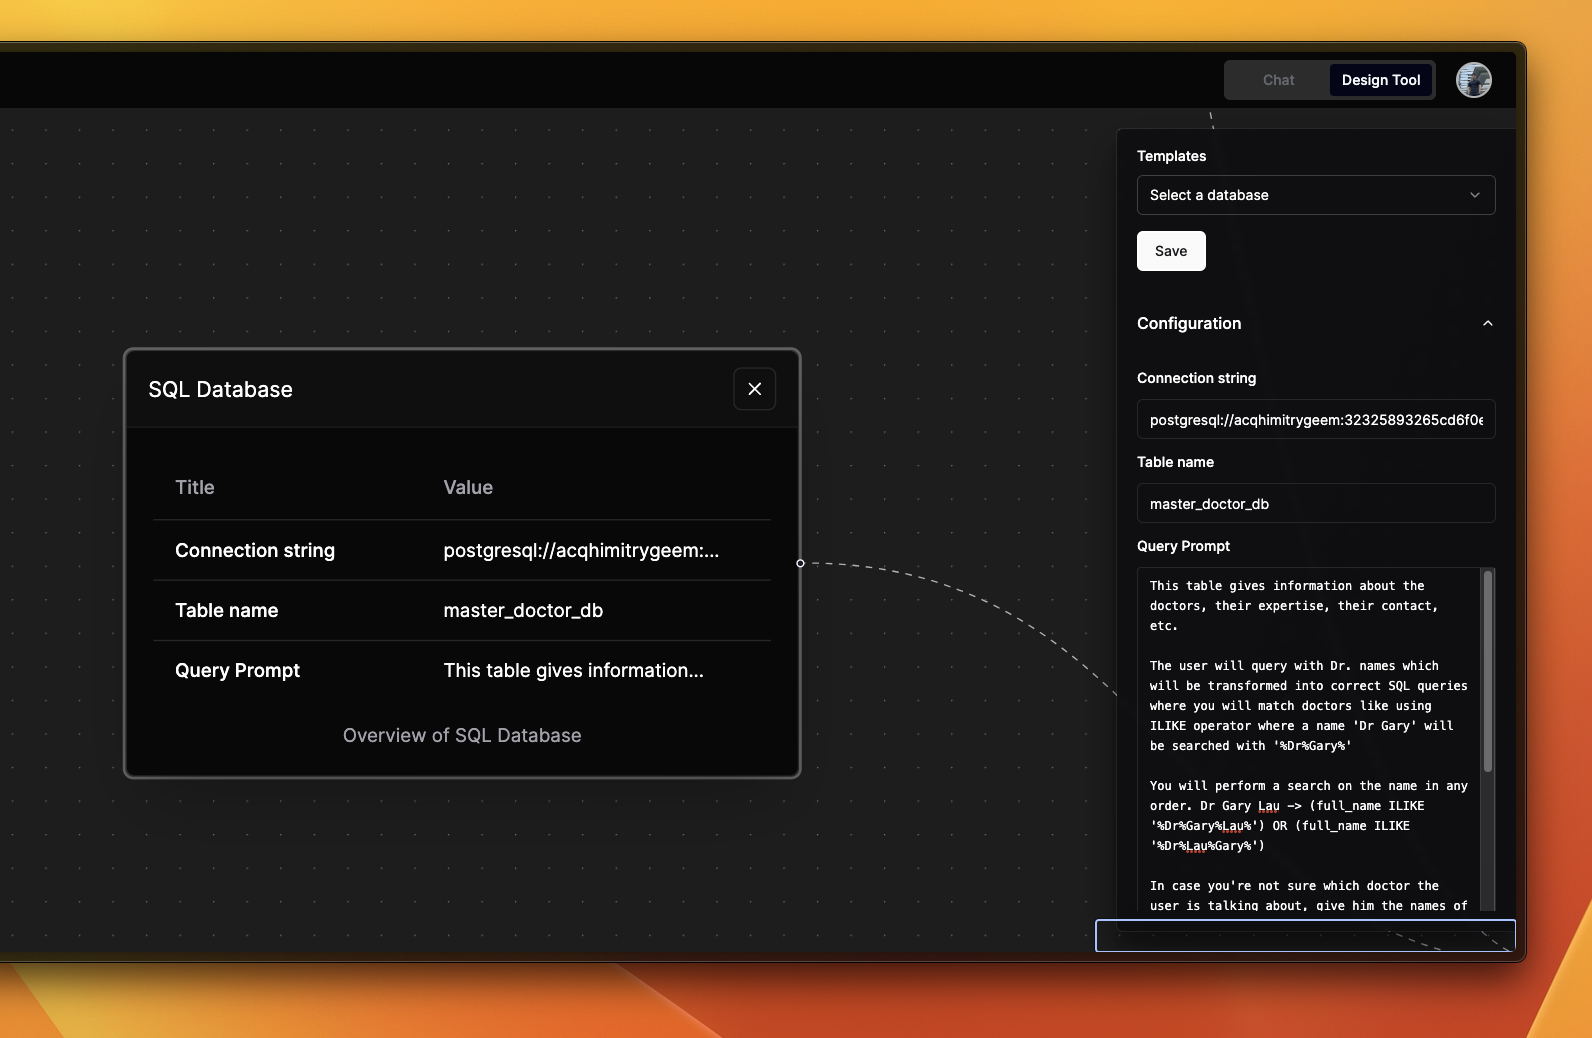 Chat
Design Tool
Templates
Select a database
Save
Configuration
Connection string
postgresql://acqhimitrygeem:32325893265cd6f0e
Table name
master_doctor_db
Query Prompt
This table gives information about the
doctors, their expertise, their contact,
etc.
The user will query with Dr. names which
will be transformed into correct SQL queries
where you will match doctors like using
ILIKE operator where a name 'Dr Gary' will
be searched with '%Dr%Gary%'
You will perform a search on the name in any
order. Dr Gary Lau -> (full_name ILIKE
'%Dr%Gary%Lau%') OR (full_name ILIKE
'%Dr%Lau%Gary%')
In case you're not sure which doctor the
user is talking about, give him the names of
SQL Database
Title Value
Connection string postgresql://acqhimitrygeem:...
Table name master_doctor_db
Query Prompt This table gives information...
Overview of SQL Database